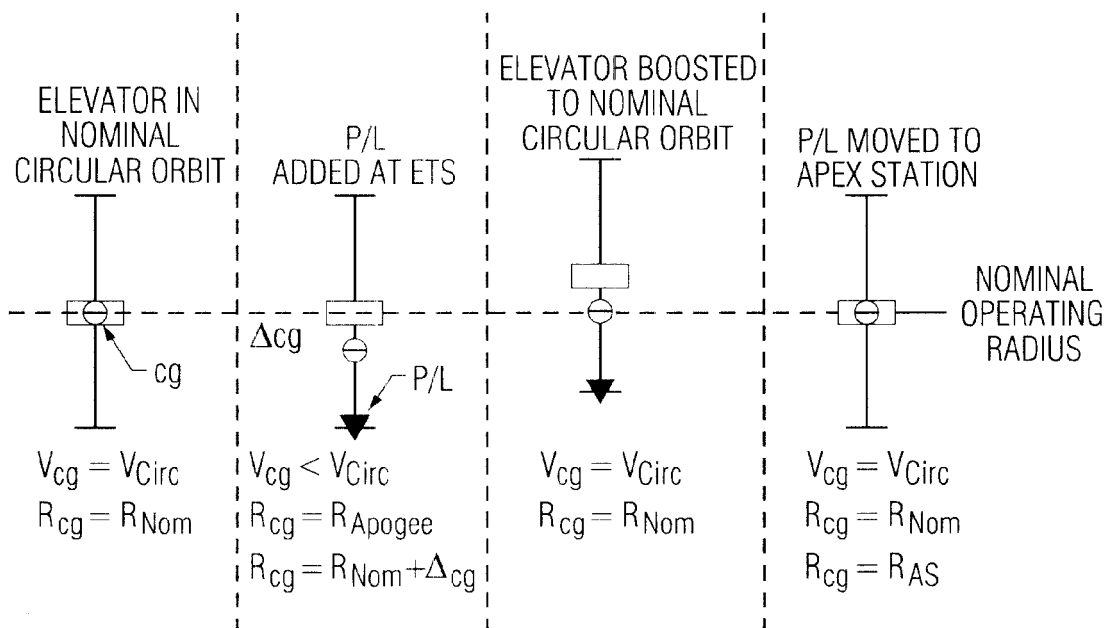 ELEVATOR IN
NOMINAL
CIRCULAR ORBIT
cg
Vcg = VCirc
Rcg = RNom
P/L
ADDED AT ETS
Δcg
P/L
Vcg < VCirc
Rcg = RApogee
Rcg = RNom+Δcg
ELEVATOR BOOSTED
TO NOMINAL
CIRCULAR ORBIT
Vcg = VCirc
Rcg = RNom
P/L MOVED TO
APEX STATION
NOMINAL
OPERATING
RADIUS
Vcg = VCirc
Rcg = RNom
Rcg = RAS